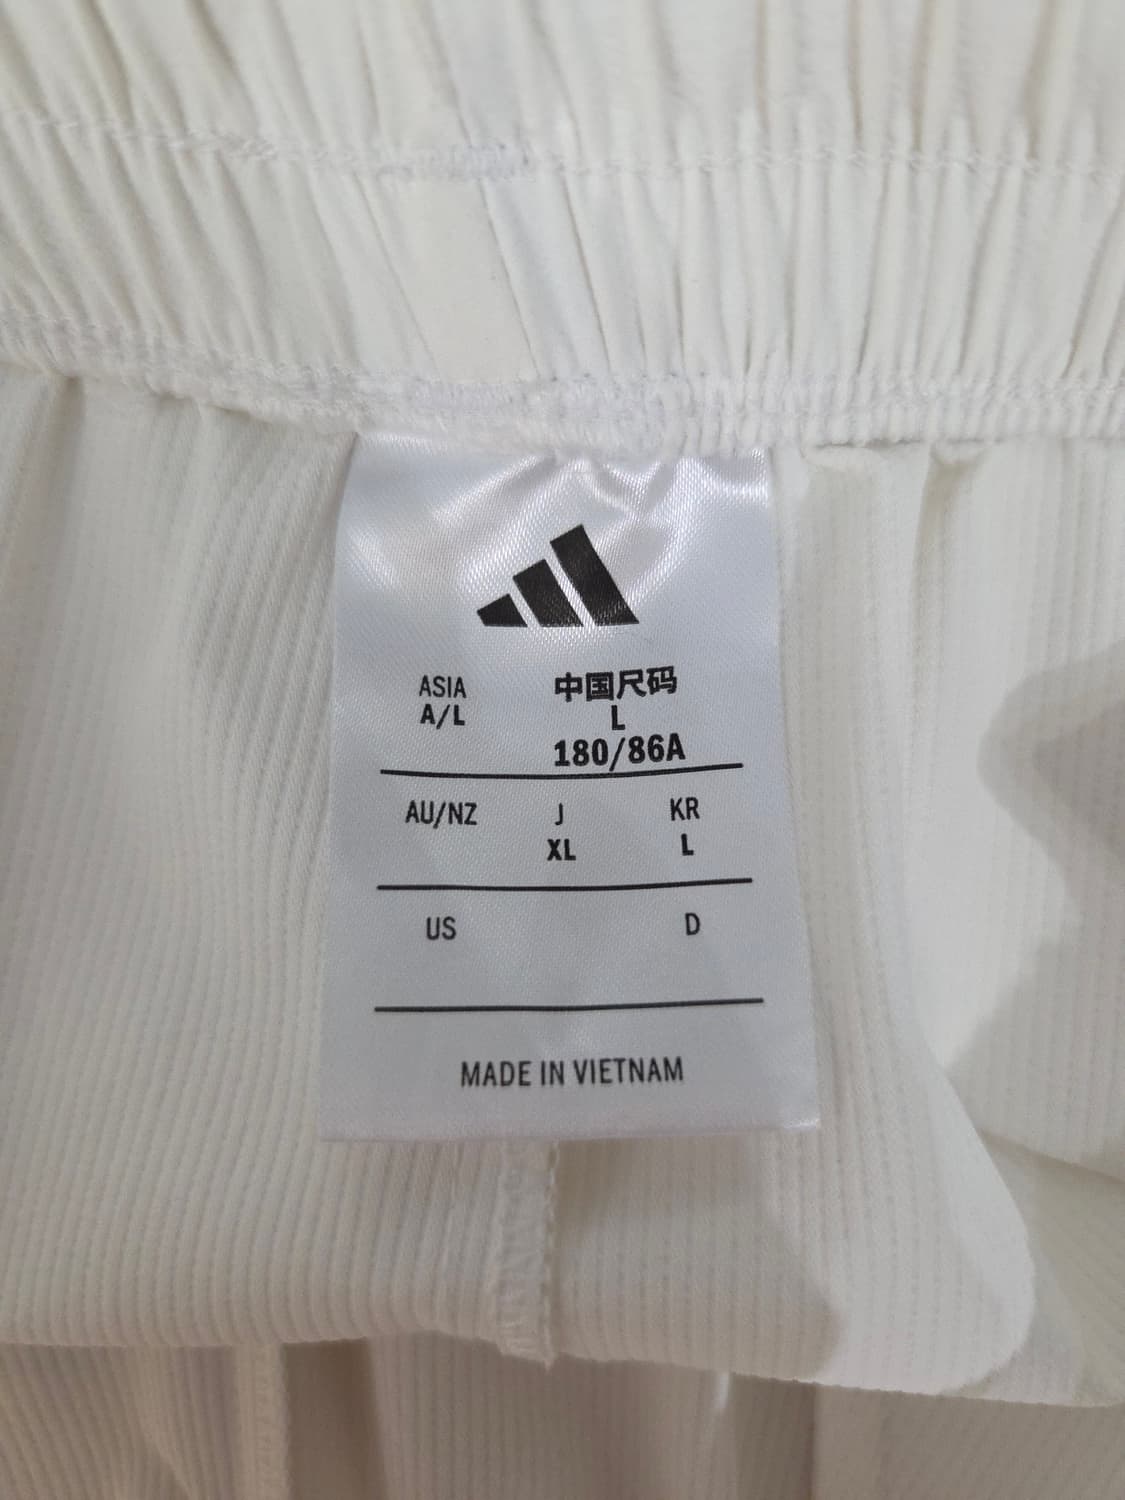 ASIA 中国尺码
A/L L
180/86A
AU/NZ J KR
XL L
US D
MADE IN VIETNAM